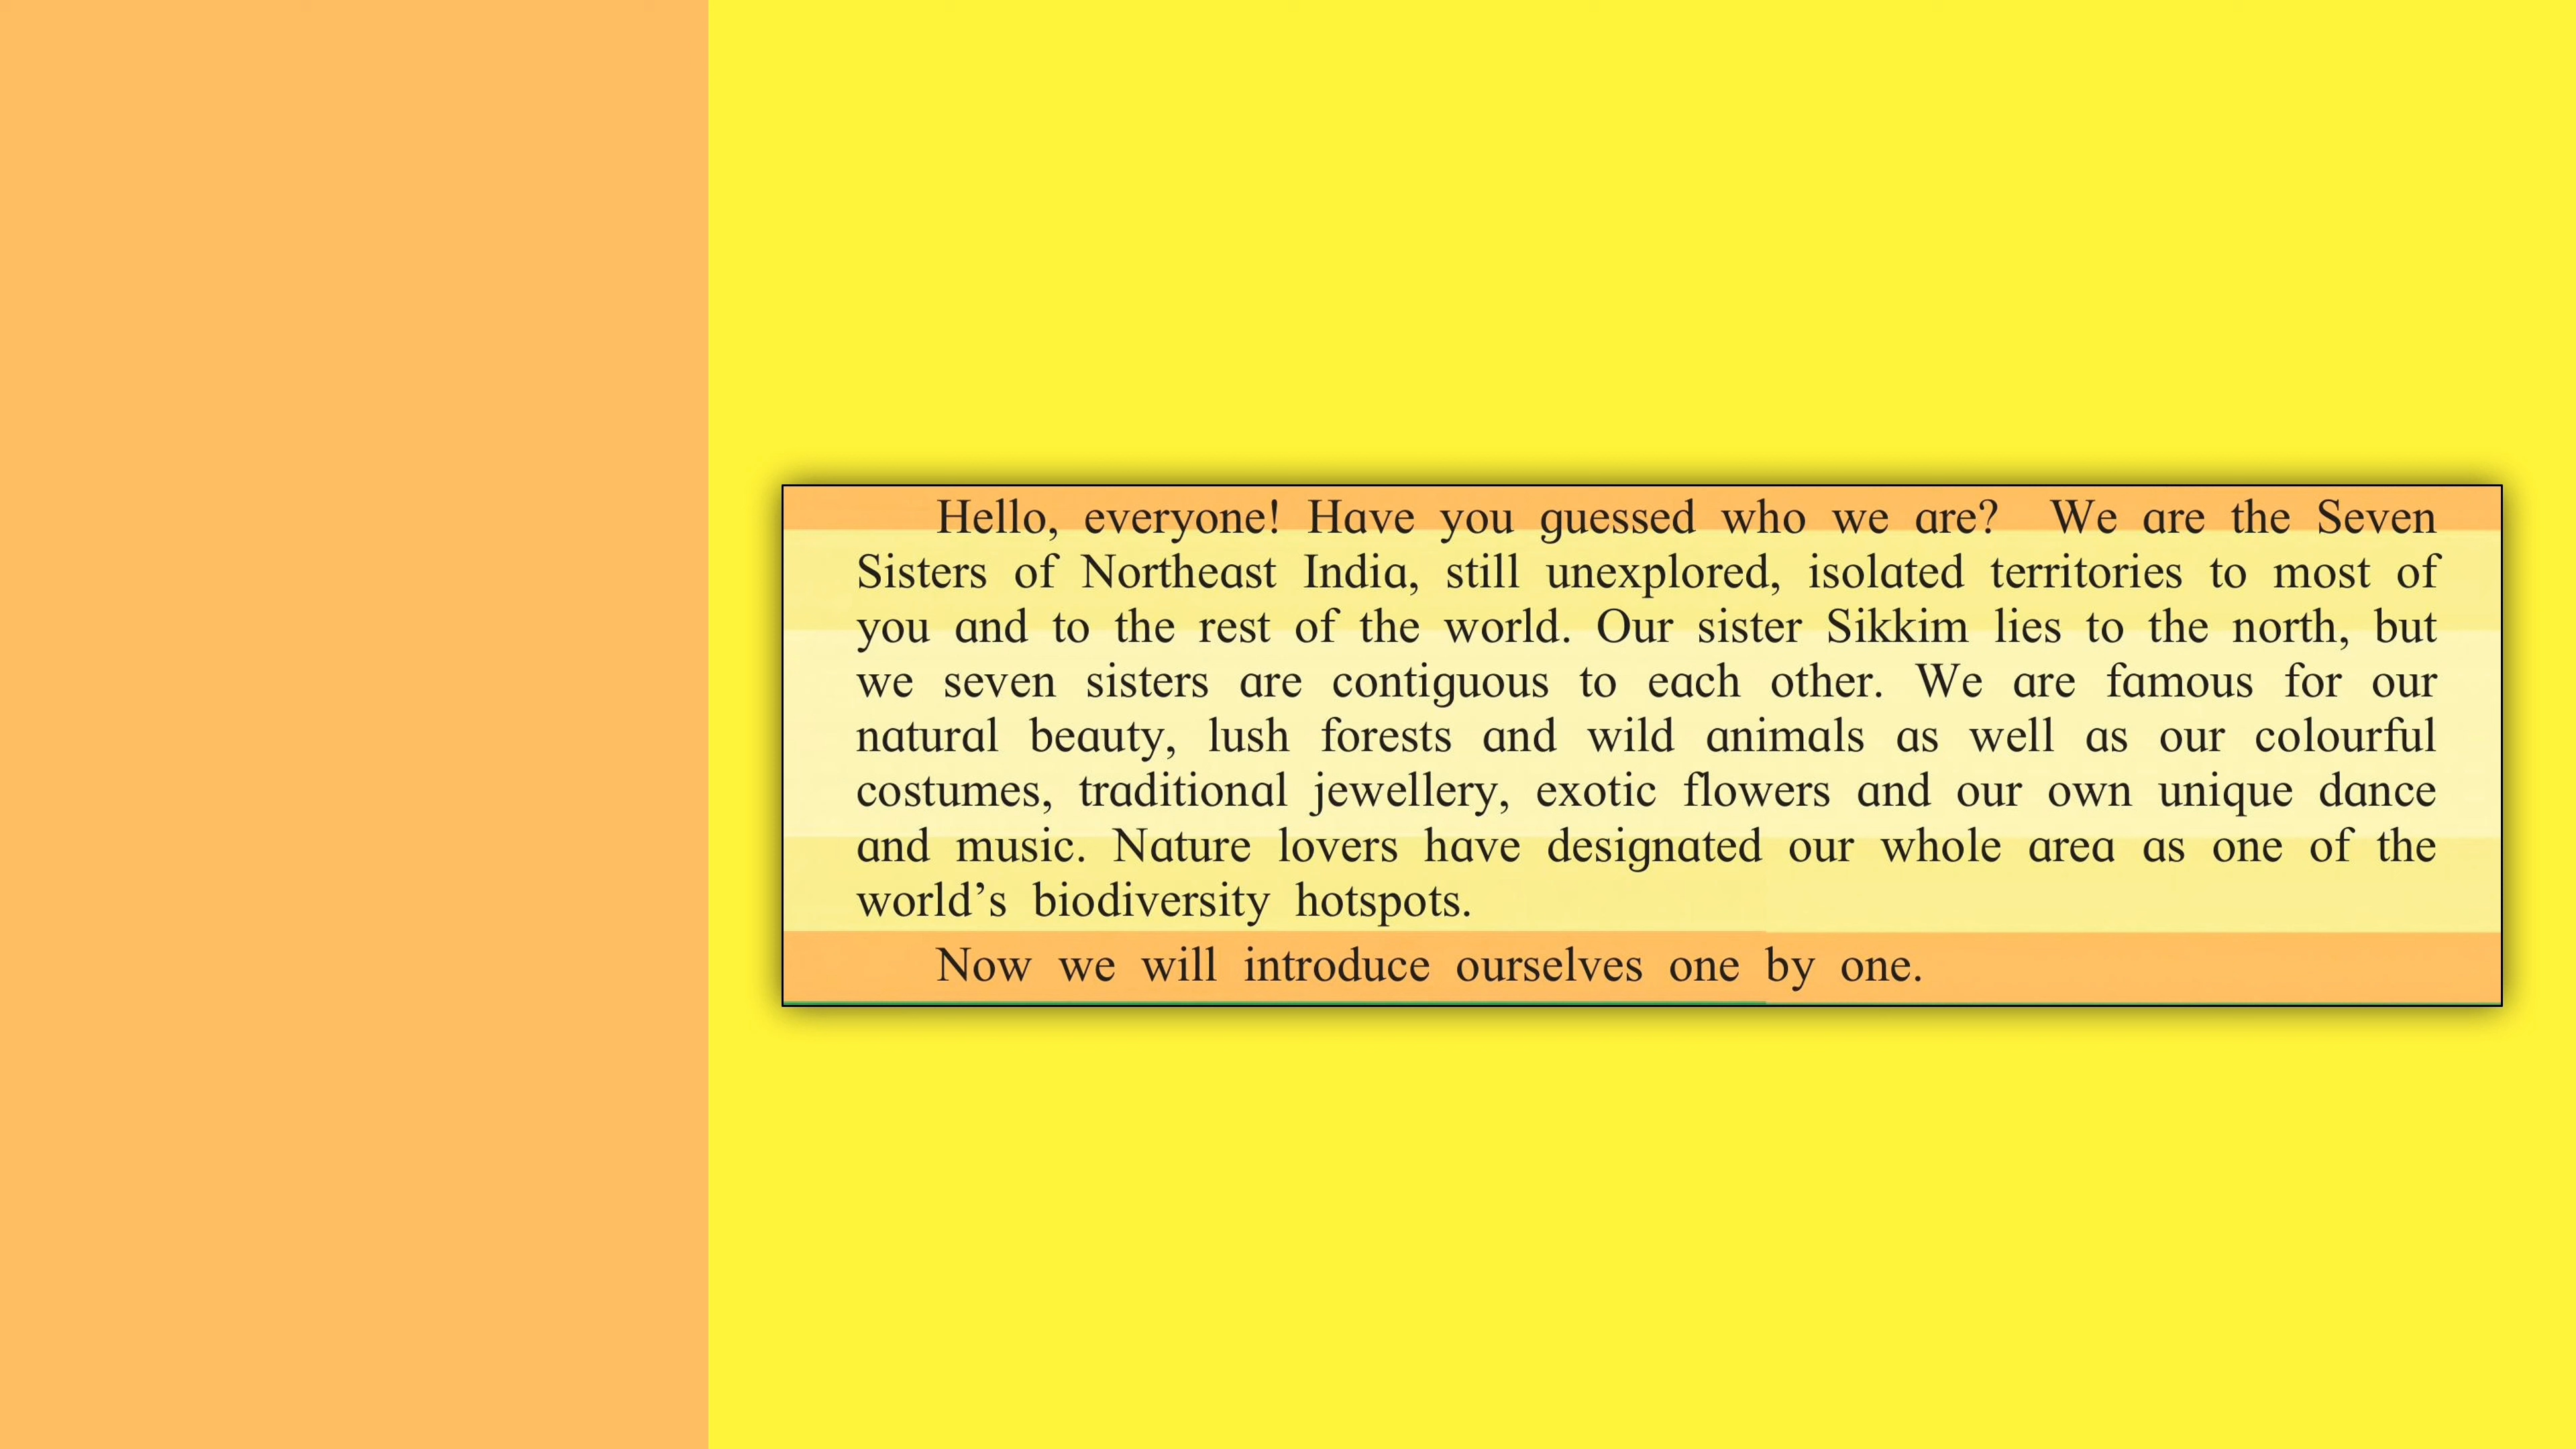 Hello, everyone! Have you guessed who we are? We are the Seven
Sisters of Northeast India, still unexplored, isolated territories to most of
you and to the rest of the world. Our sister Sikkim lies to the north, but
we seven sisters are contiguous to each other. We are famous for our
natural beauty, lush forests and wild animals as well as our colourful
costumes, traditional jewellery, exotic flowers and our own unique dance
and music. Nature lovers have designated our whole area as one of the
world’s biodiversity hotspots.
Now we will introduce ourselves one by one.